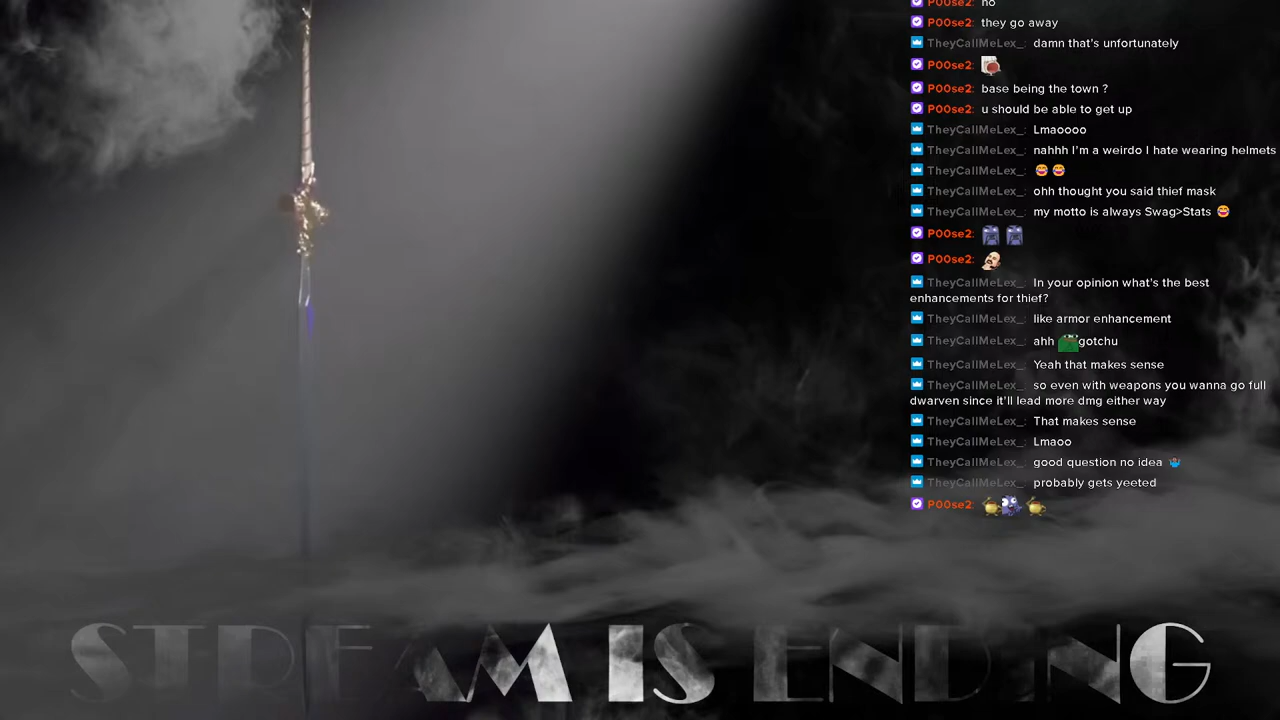 P00se2: no
P00se2: they go away
TheyCallMeLex_: damn that's unfortunately
P00se2:
P00se2: base being the town ?
P00se2: u should be able to get up
TheyCallMeLex_: Lmaoooo
TheyCallMeLex_: nahhh I'm a weirdo I hate wearing helmets
TheyCallMeLex_: 😂 😂
TheyCallMeLex_: ohh thought you said thief mask
TheyCallMeLex_: my motto is always Swag>Stats 😂
P00se2:
P00se2:
TheyCallMeLex_: In your opinion what's the best
enhancements for thief?
TheyCallMeLex_: like armor enhancement
TheyCallMeLex_: ahh gotchu
TheyCallMeLex_: Yeah that makes sense
TheyCallMeLex_: so even with weapons you wanna go full
dwarven since it'll lead more dmg either way
TheyCallMeLex_: That makes sense
TheyCallMeLex_: Lmaoo
TheyCallMeLex_: good question no idea 🤷
TheyCallMeLex_: probably gets yeeted
P00se2:
STREAM IS ENDING